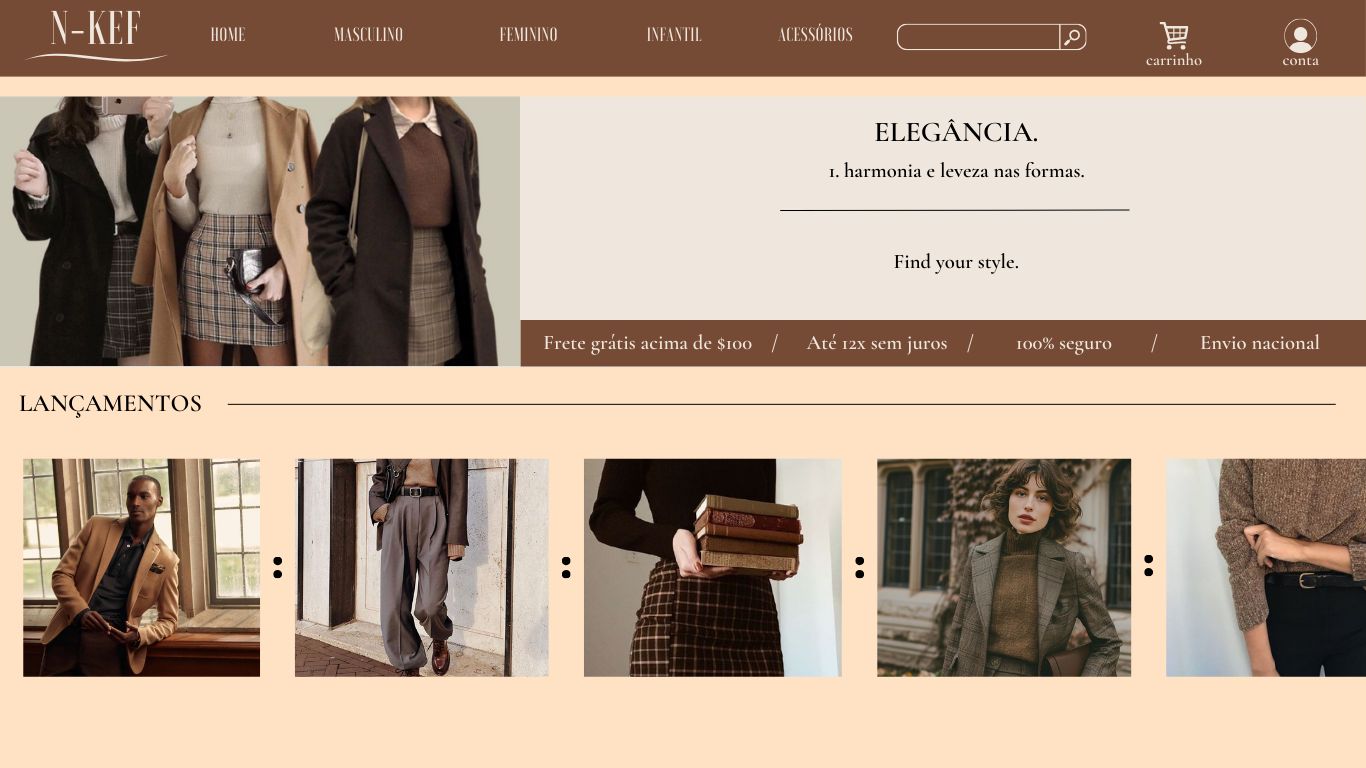 N-KEF
HOME
MASCULINO
FEMININO
INFANTIL
ACESSÓRIOS
carrinho
conta
ELEGÂNCIA.
1. harmonia e leveza nas formas.
Find your style.
Frete grátis acima de $100 / Até 12x sem juros / 100% seguro / Envio nacional
LANÇAMENTOS